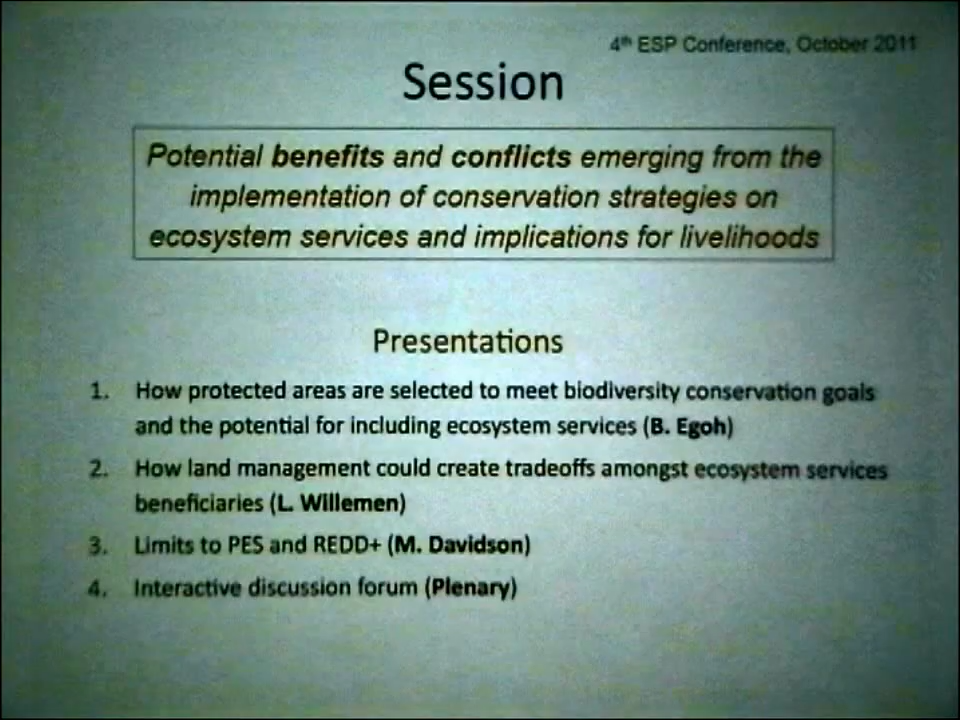 4th ESP Conference, October 2011
Session
Potential benefits and conflicts emerging from the
implementation of conservation strategies on
ecosystem services and implications for livelihoods
Presentations
1. How protected areas are selected to meet biodiversity conservation goals
and the potential for including ecosystem services (B. Egoh)
2. How land management could create tradeoffs amongst ecosystem services
beneficiaries (L. Willemen)
3. Limits to PES and REDD+ (M. Davidson)
4. Interactive discussion forum (Plenary)